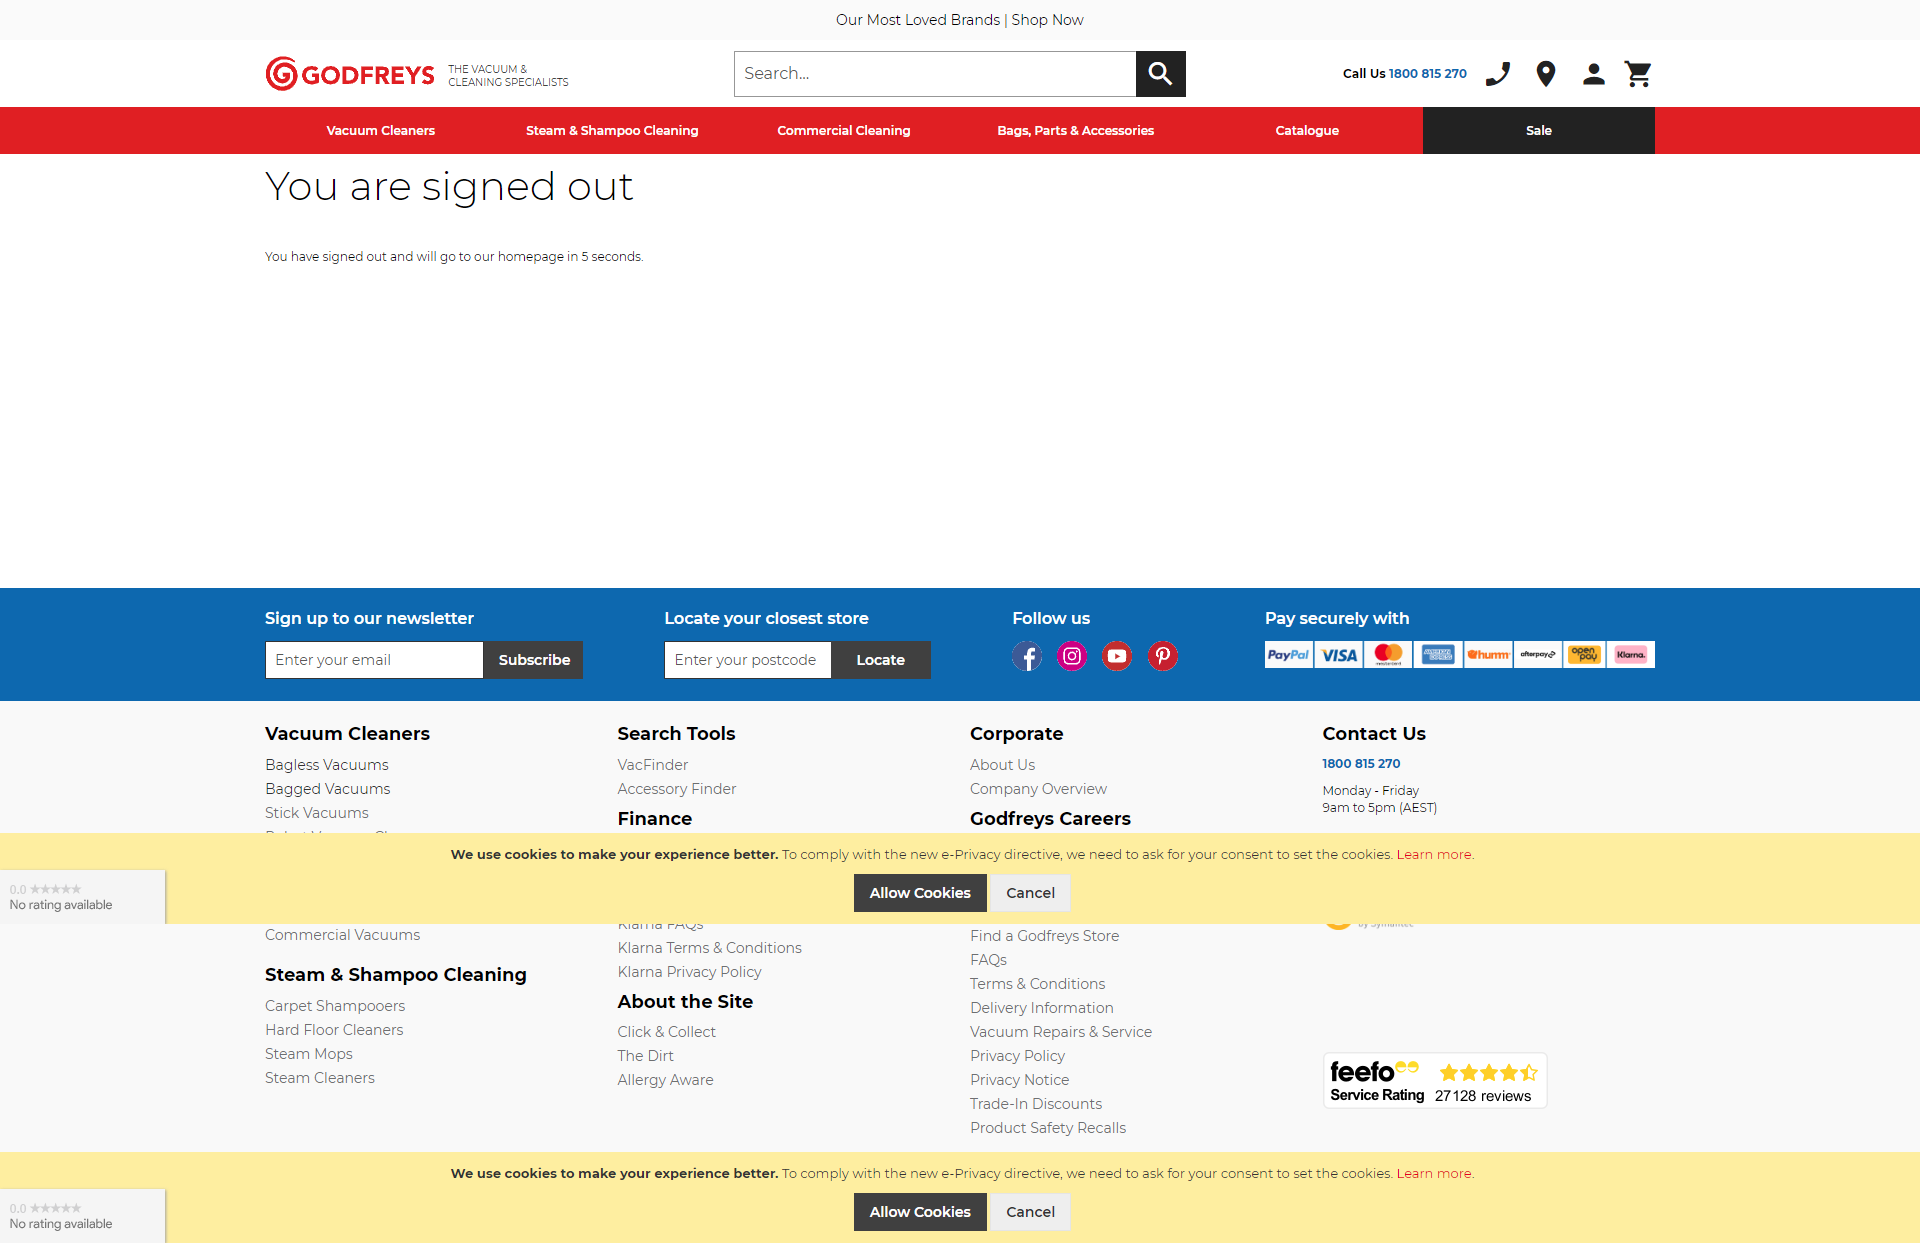 Our Most Loved Brands | Shop Now
GODFREYS
THE VACUUM &
CLEANING SPECIALISTS
Search...
Call Us 1800 815 270
Vacuum Cleaners
Steam & Shampoo Cleaning
Commercial Cleaning
Bags, Parts & Accessories
Catalogue
Sale
You are signed out
You have signed out and will go to our homepage in 5 seconds.
Sign up to our newsletter
Enter your email
Subscribe
Locate your closest store
Enter your postcode
Locate
Follow us
Pay securely with
PayPal
VISA
mastercard
AMERICAN EXPRESS
humm
afterpay
open pay
Klarna.
Vacuum Cleaners
Bagless Vacuums
Bagged Vacuums
Stick Vacuums
Search Tools
VacFinder
Accessory Finder
Finance
Corporate
About Us
Company Overview
Godfreys Careers
Contact Us
1800 815 270
Monday - Friday
9am to 5pm (AEST)
We use cookies to make your experience better. To comply with the new e-Privacy directive, we need to ask for your consent to set the cookies. Learn more.
Allow Cookies
Cancel
0.0 ★★★★★
No rating available
Commercial Vacuums
Steam & Shampoo Cleaning
Carpet Shampooers
Hard Floor Cleaners
Steam Mops
Steam Cleaners
Klarna FAQs
Klarna Terms & Conditions
Klarna Privacy Policy
About the Site
Click & Collect
The Dirt
Allergy Aware
Find a Godfreys Store
FAQs
Terms & Conditions
Delivery Information
Vacuum Repairs & Service
Privacy Policy
Privacy Notice
Trade-In Discounts
Product Safety Recalls
by Symantec
feefo
Service Rating
27128 reviews
We use cookies to make your experience better. To comply with the new e-Privacy directive, we need to ask for your consent to set the cookies. Learn more.
Allow Cookies
Cancel
0.0 ★★★★★
No rating available